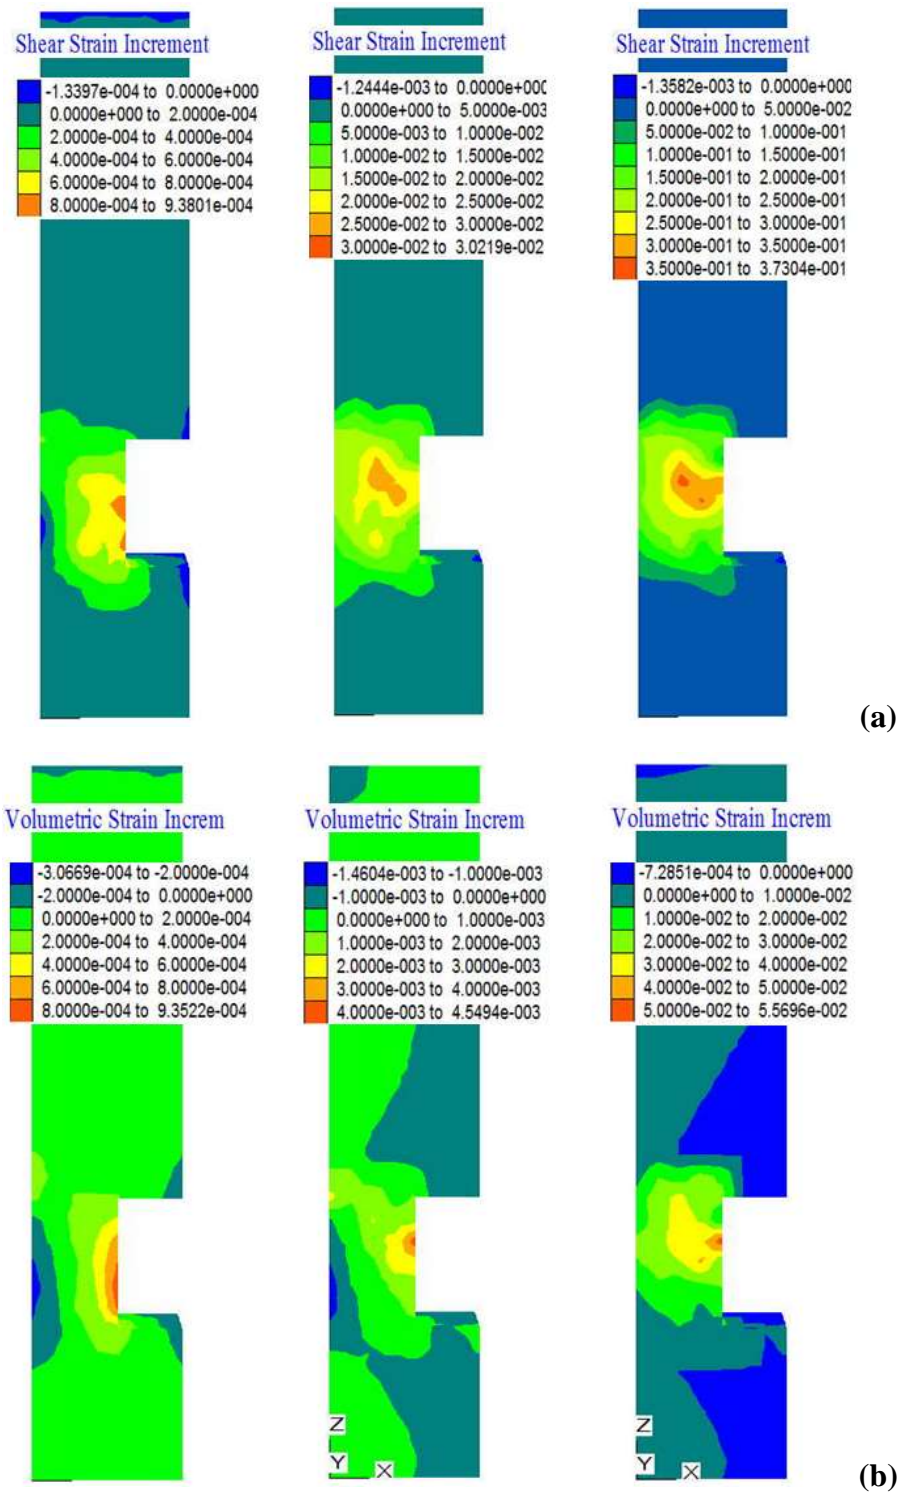 Shear Strain Increment
-1.3397e-004 to 0.0000e+000
0.0000e+000 to 2.0000e-004
2.0000e-004 to 4.0000e-004
4.0000e-004 to 6.0000e-004
6.0000e-004 to 8.0000e-004
8.0000e-004 to 9.3801e-004
Shear Strain Increment
-1.2444e-003 to 0.0000e+000
0.0000e+000 to 5.0000e-003
5.0000e-003 to 1.0000e-002
1.0000e-002 to 1.5000e-002
1.5000e-002 to 2.0000e-002
2.0000e-002 to 2.5000e-002
2.5000e-002 to 3.0000e-002
3.0000e-002 to 3.0219e-002
Shear Strain Increment
-1.3582e-003 to 0.0000e+000
0.0000e+000 to 5.0000e-002
5.0000e-002 to 1.0000e-001
1.0000e-001 to 1.5000e-001
1.5000e-001 to 2.0000e-001
2.0000e-001 to 2.5000e-001
2.5000e-001 to 3.0000e-001
3.0000e-001 to 3.5000e-001
3.5000e-001 to 3.7304e-001
(a)
Volumetric Strain Increm
-3.0669e-004 to -2.0000e-004
-2.0000e-004 to 0.0000e+000
0.0000e+000 to 2.0000e-004
2.0000e-004 to 4.0000e-004
4.0000e-004 to 6.0000e-004
6.0000e-004 to 8.0000e-004
8.0000e-004 to 9.3522e-004
Volumetric Strain Increm
-1.4604e-003 to -1.0000e-003
-1.0000e-003 to 0.0000e+000
0.0000e+000 to 1.0000e-003
1.0000e-003 to 2.0000e-003
2.0000e-003 to 3.0000e-003
3.0000e-003 to 4.0000e-003
4.0000e-003 to 4.5494e-003
Z
Y X
Volumetric Strain Increm
-7.2851e-004 to 0.0000e+000
0.0000e+000 to 1.0000e-002
1.0000e-002 to 2.0000e-002
2.0000e-002 to 3.0000e-002
3.0000e-002 to 4.0000e-002
4.0000e-002 to 5.0000e-002
5.0000e-002 to 5.5696e-002
Z
Y X
(b)